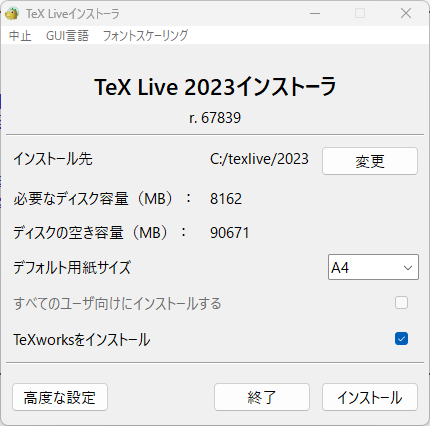 TeX Liveインストーラ
中止 GUI言語 フォントスケーリング
TeX Live 2023インストーラ
r. 67839
インストール先 C:/texlive/2023 変更
必要なディスク容量（MB）： 8162
ディスクの空き容量（MB）： 90671
デフォルト用紙サイズ A4
すべてのユーザ向けにインストールする
TeXworksをインストール
高度な設定 終了 インストール